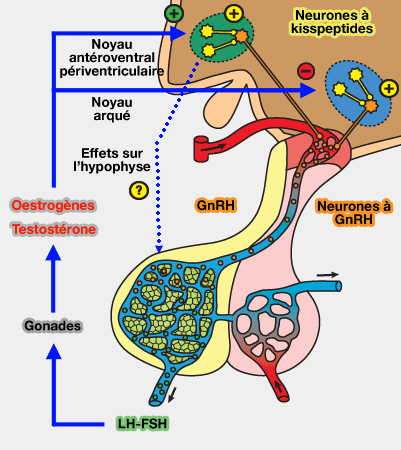 Neurones à
kisspeptides
Noyau
antéroventral
périventriculaire
Noyau
arqué
Effets sur
l'hypophyse
?
Oestrogènes
Testostérone
GnRH
Neurones à
GnRH
Gonades
LH-FSH
+
+
−
+